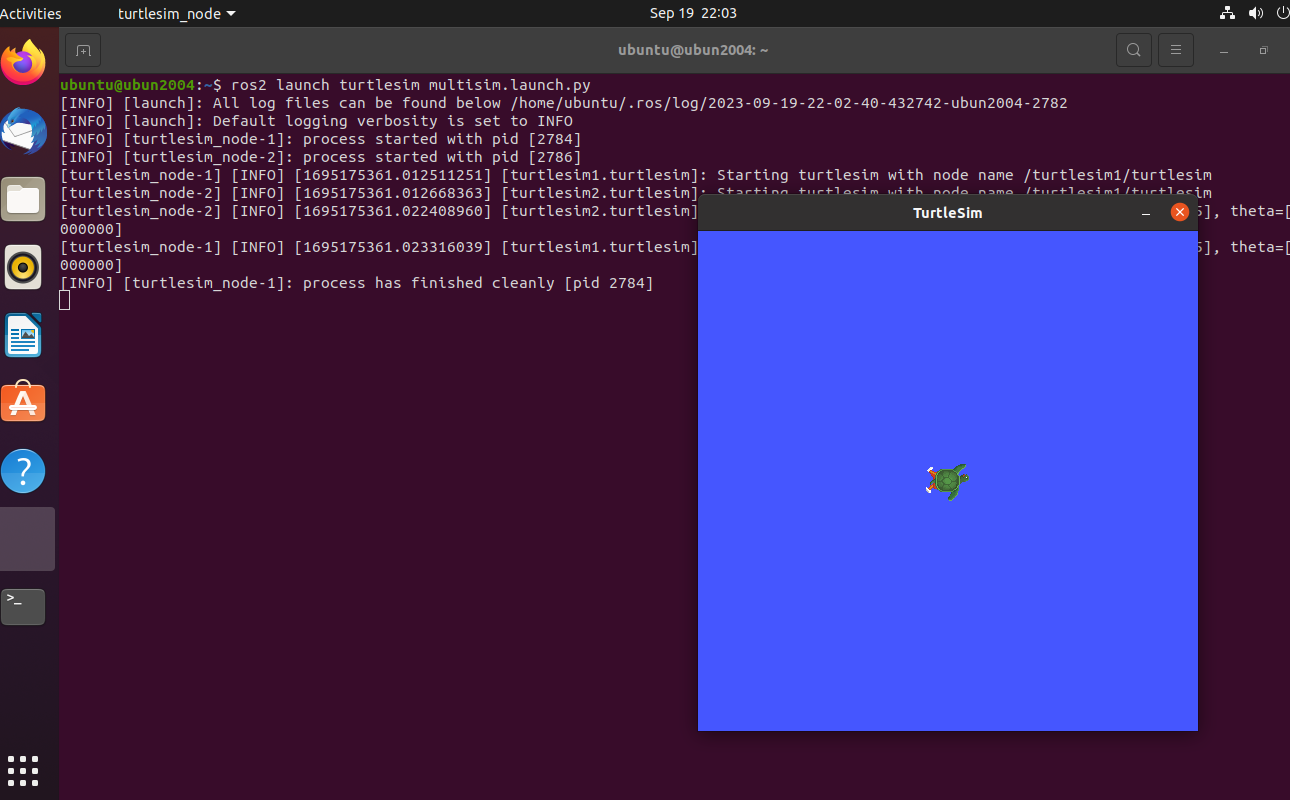 Activities turtlesim_node Sep 19 22:03
ubuntu@ubun2004: ~
ubuntu@ubun2004:~$ ros2 launch turtlesim multisim.launch.py
[INFO] [launch]: All log files can be found below /home/ubuntu/.ros/log/2023-09-19-22-02-40-432742-ubun2004-2782
[INFO] [launch]: Default logging verbosity is set to INFO
[INFO] [turtlesim_node-1]: process started with pid [2784]
[INFO] [turtlesim_node-2]: process started with pid [2786]
[turtlesim_node-1] [INFO] [1695175361.012511251] [turtlesim1.turtlesim]: Starting turtlesim with node name /turtlesim1/turtlesim
[turtlesim_node-2] [INFO] [1695175361.012668363] [turtlesim2.turtlesim]: Starting turtlesim with node name /turtlesim1/turtlesim
[turtlesim_node-2] [INFO] [1695175361.022408960] [turtlesim2.turtlesim] 5], theta=[
000000]
[turtlesim_node-1] [INFO] [1695175361.023316039] [turtlesim1.turtlesim] 5], theta=[
000000]
[INFO] [turtlesim_node-1]: process has finished cleanly [pid 2784]
TurtleSim
>_